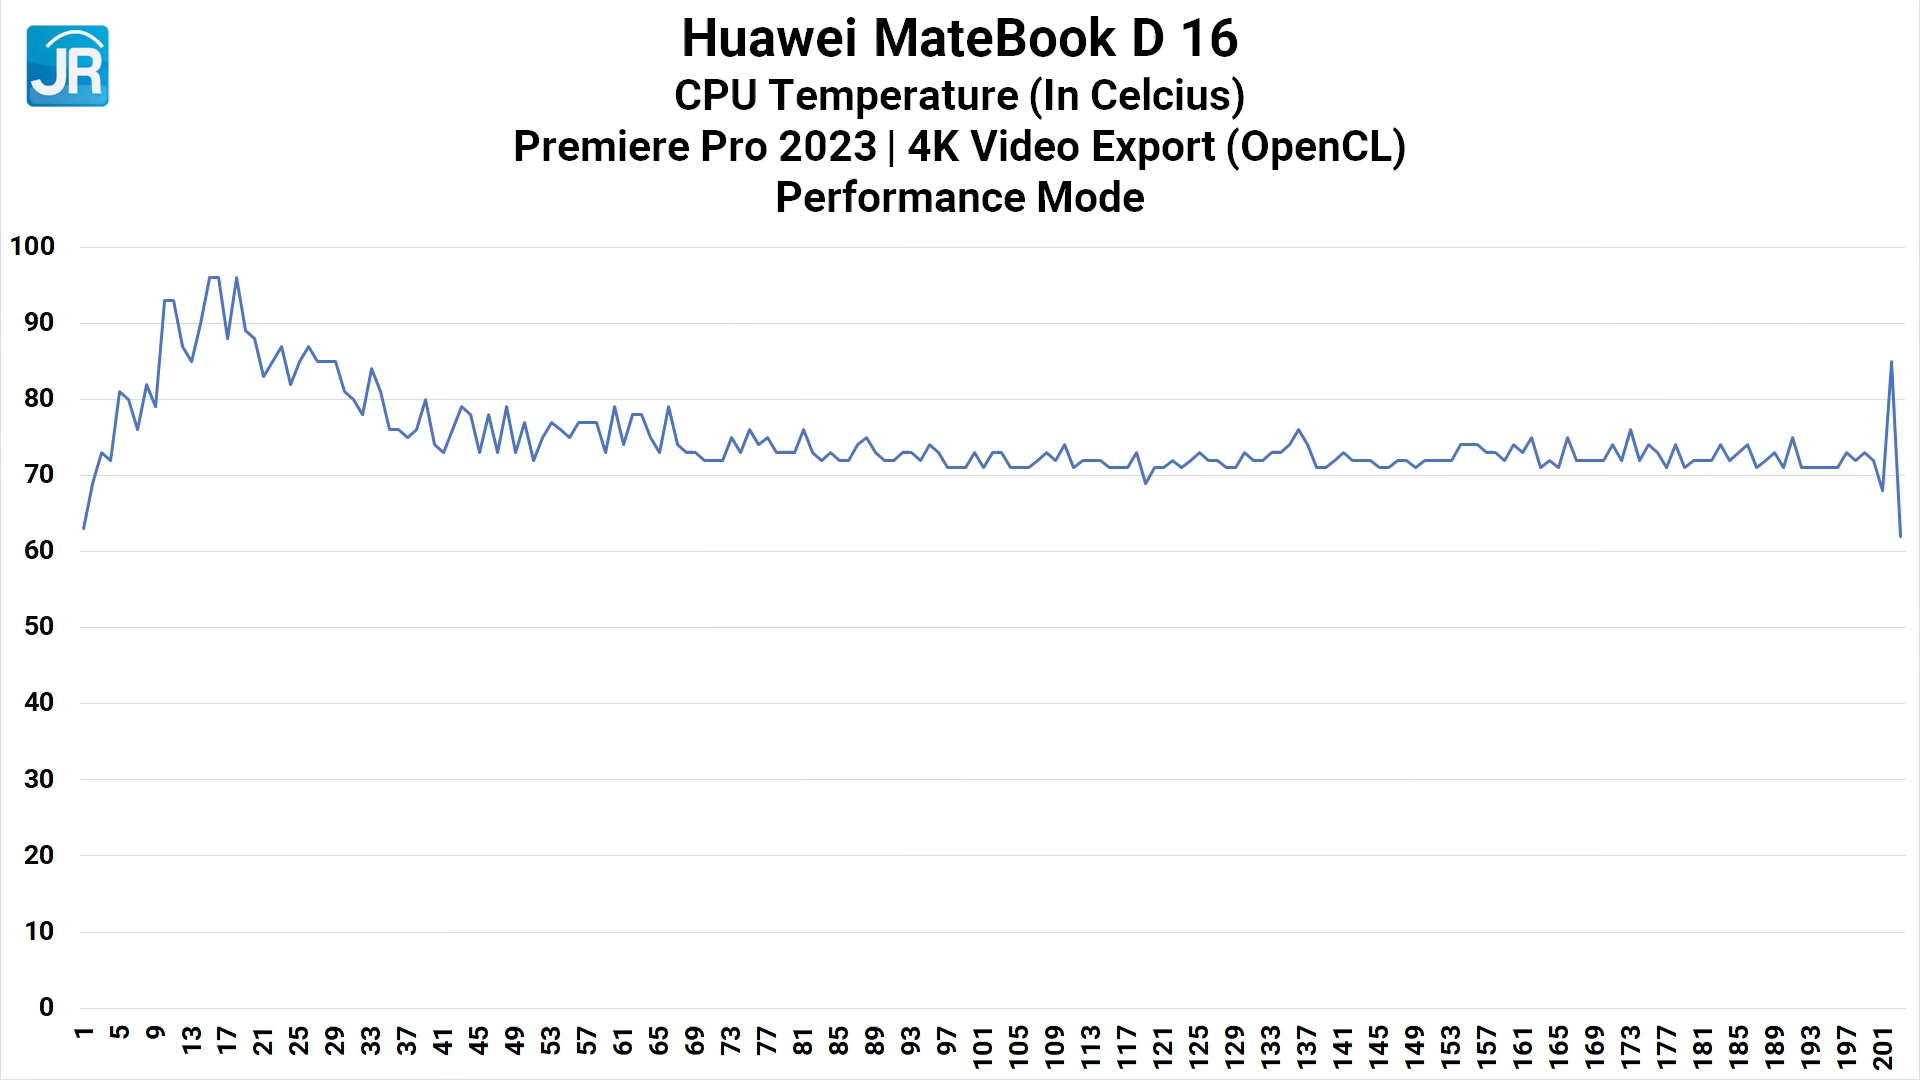 JR
Huawei MateBook D 16
CPU Temperature (In Celcius)
Premiere Pro 2023 | 4K Video Export (OpenCL)
Performance Mode
100
90
80
70
60
50
40
30
20
10
0
1 5 9 13 17 21 25 29 33 37 41 45 49 53 57 61 65 69 73 77 81 85 89 93 97 101 105 109 113 117 121 125 129 133 137 141 145 149 153 157 161 165 169 173 177 181 185 189 193 197 201